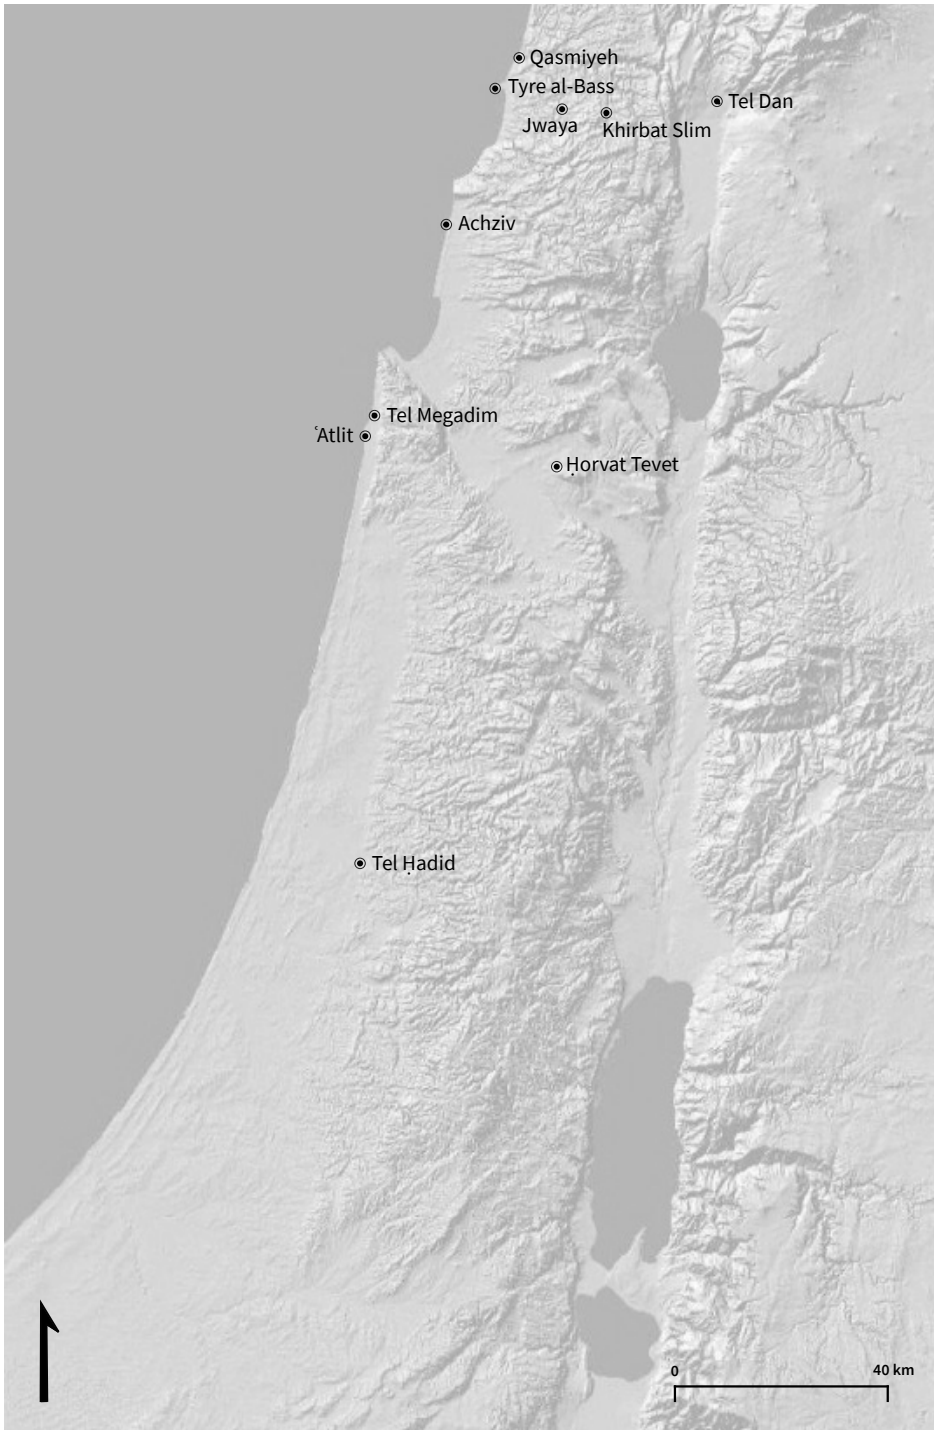 Qasmiyeh
Tyre al-Bass
Tel Dan
Jwaya
Khirbat Slim
Achziv
Tel Megadim
ʿAtlit
Ḥorvat Tevet
Tel Ḥadid
0 40 km